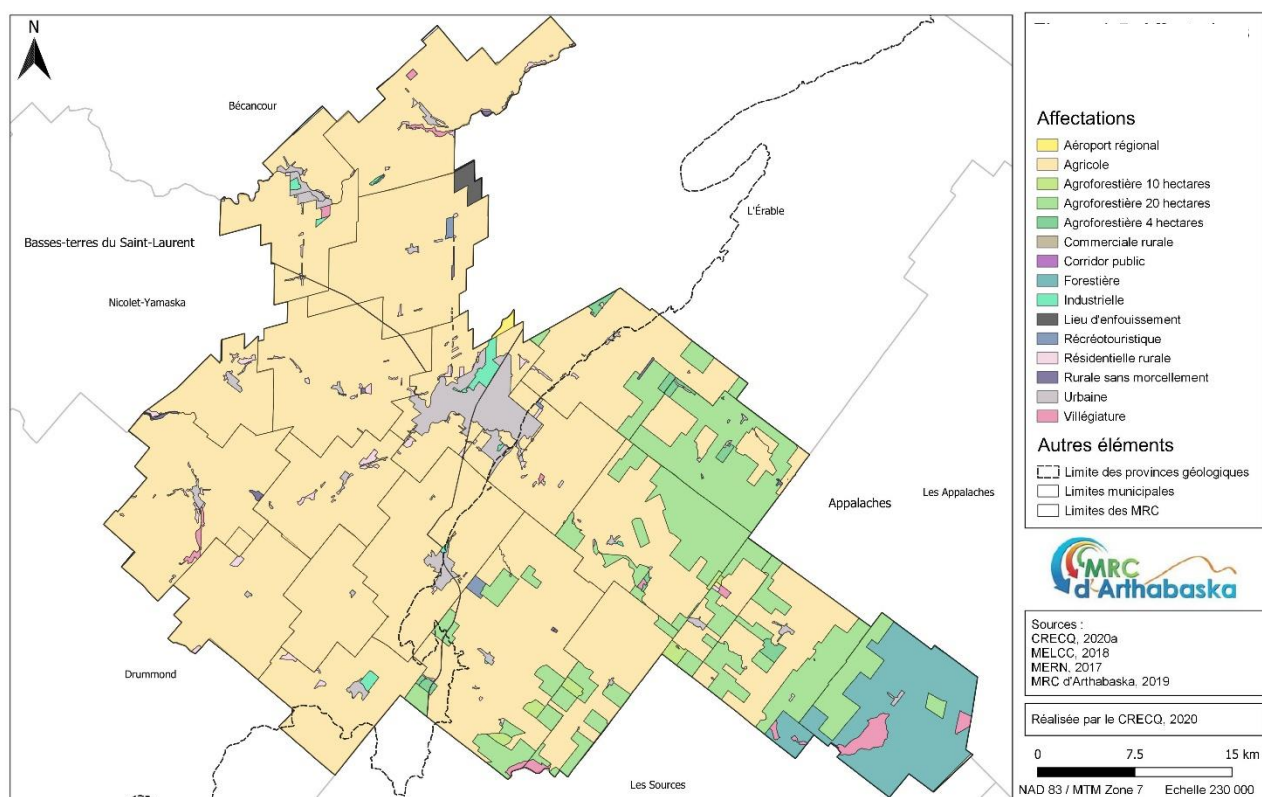 N
Bécancour
L'Érable
Basses-terres du Saint-Laurent
Nicolet-Yamaska
Appalaches
Les Appalaches
Drummond
Les Sources
Affectations
Aéroport régional
Agricole
Agroforestière 10 hectares
Agroforestière 20 hectares
Agroforestière 4 hectares
Commerciale rurale
Corridor public
Forestière
Industrielle
Lieu d'enfouissement
Récréotouristique
Résidentielle rurale
Rurale sans morcellement
Urbaine
Villégiature
Autres éléments
Limite des provinces géologiques
Limites municipales
Limites des MRC
MRC
d'Arthabaska
Sources :
CRECQ, 2020a
MELCC, 2018
MERN, 2017
MRC d'Arthabaska, 2019
Réalisée par le CRECQ, 2020
0 7.5 15 km
NAD 83 / MTM Zone 7 Echelle 230 000